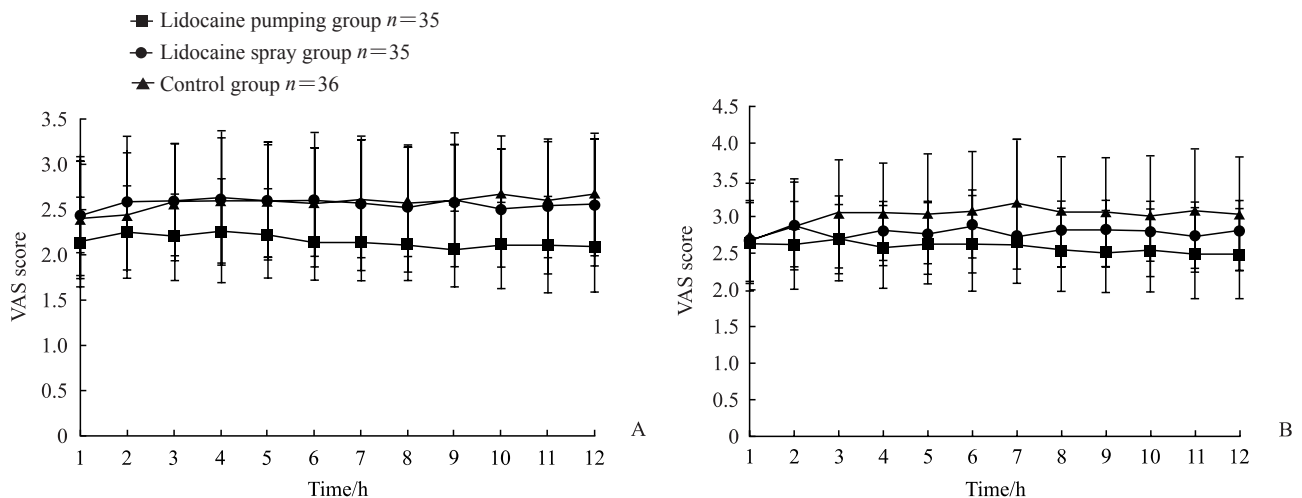 Lidocaine pumping group n=35
Lidocaine spray group n=35
Control group n=36
3.5
3.0
2.5
2.0
1.5
1.0
0.5
0
VAS score
1 2 3 4 5 6 7 8 9 10 11 12
Time/h
A
4.5
4.0
3.5
3.0
2.5
2.0
1.5
1.0
0.5
0
VAS score
1 2 3 4 5 6 7 8 9 10 11 12
Time/h
B